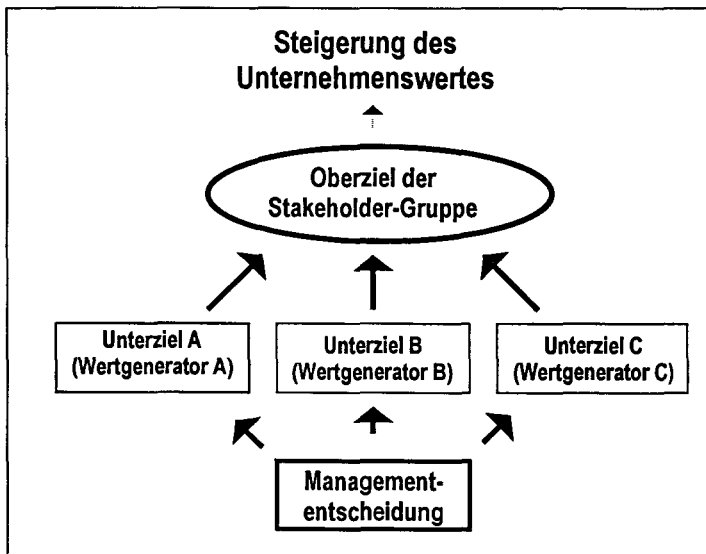 Steigerung des
Unternehmenswertes
Oberziel der
Stakeholder-Gruppe
Unterziel A
(Wertgenerator A)
Unterziel B
(Wertgenerator B)
Unterziel C
(Wertgenerator C)
Management-
entscheidung